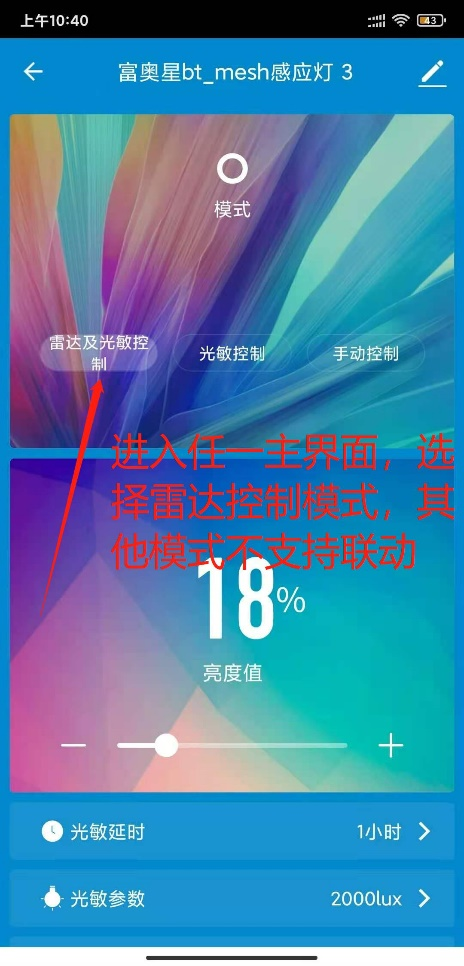 上午10:40
43
富奥星bt_mesh感应灯 3
模式
雷达及光敏控
制
光敏控制
手动控制
进入任一主界面，选
择雷达控制模式，其
他模式不支持联动
18%
亮度值
光敏延时
1小时
光敏参数
2000lux